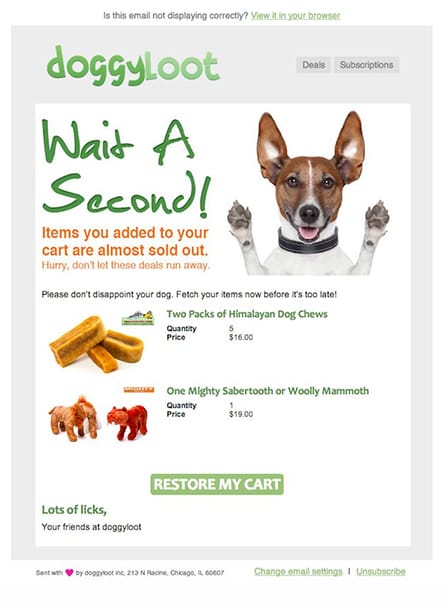 Is this email not displaying correctly? View it in your browser
doggyloot
Deals
Subscriptions
Wait A
Second!
Items you added to your
cart are almost sold out.
Hurry, don't let these deals run away.
Please don't disappoint your dog. Fetch your items now before it's too late!
Two Packs of Himalayan Dog Chews
Quantity 5
Price $16.00
One Mighty Sabertooth or Woolly Mammoth
Quantity 1
Price $19.00
RESTORE MY CART
Lots of licks,
Your friends at doggyloot
Sent with ♥ by doggyloot inc, 213 N Racine, Chicago, IL 60607
Change email settings | Unsubscribe